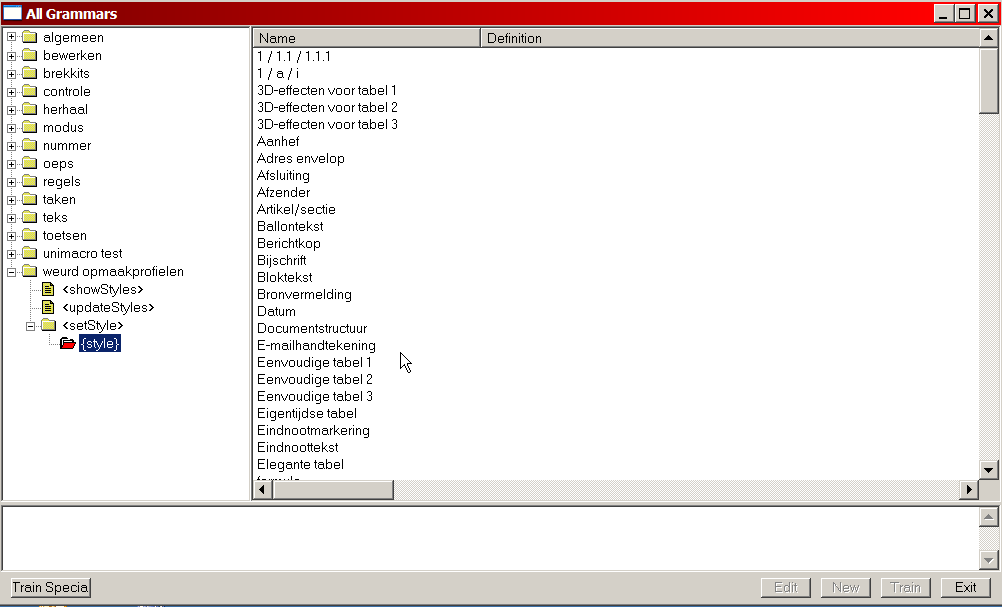 All Grammars
algemeen
bewerken
brekkits
controle
herhaal
modus
nummer
oeps
regels
taken
teks
toetsen
unimacro test
weurd opmaakprofielen
<showStyles>
<updateStyles>
<setStyle>
{style}
Name Definition
1 / 1.1 / 1.1.1
1 / a / i
3D-effecten voor tabel 1
3D-effecten voor tabel 2
3D-effecten voor tabel 3
Aanhef
Adres envelop
Afsluiting
Afzender
Artikel/sectie
Ballontekst
Berichtkop
Bijschrift
Bloktekst
Bronvermelding
Datum
Documentstructuur
E-mailhandtekening
Eenvoudige tabel 1
Eenvoudige tabel 2
Eenvoudige tabel 3
Eigentijdse tabel
Eindnootmarkering
Eindnoottekst
Elegante tabel
Train Specia
Edit New Train Exit